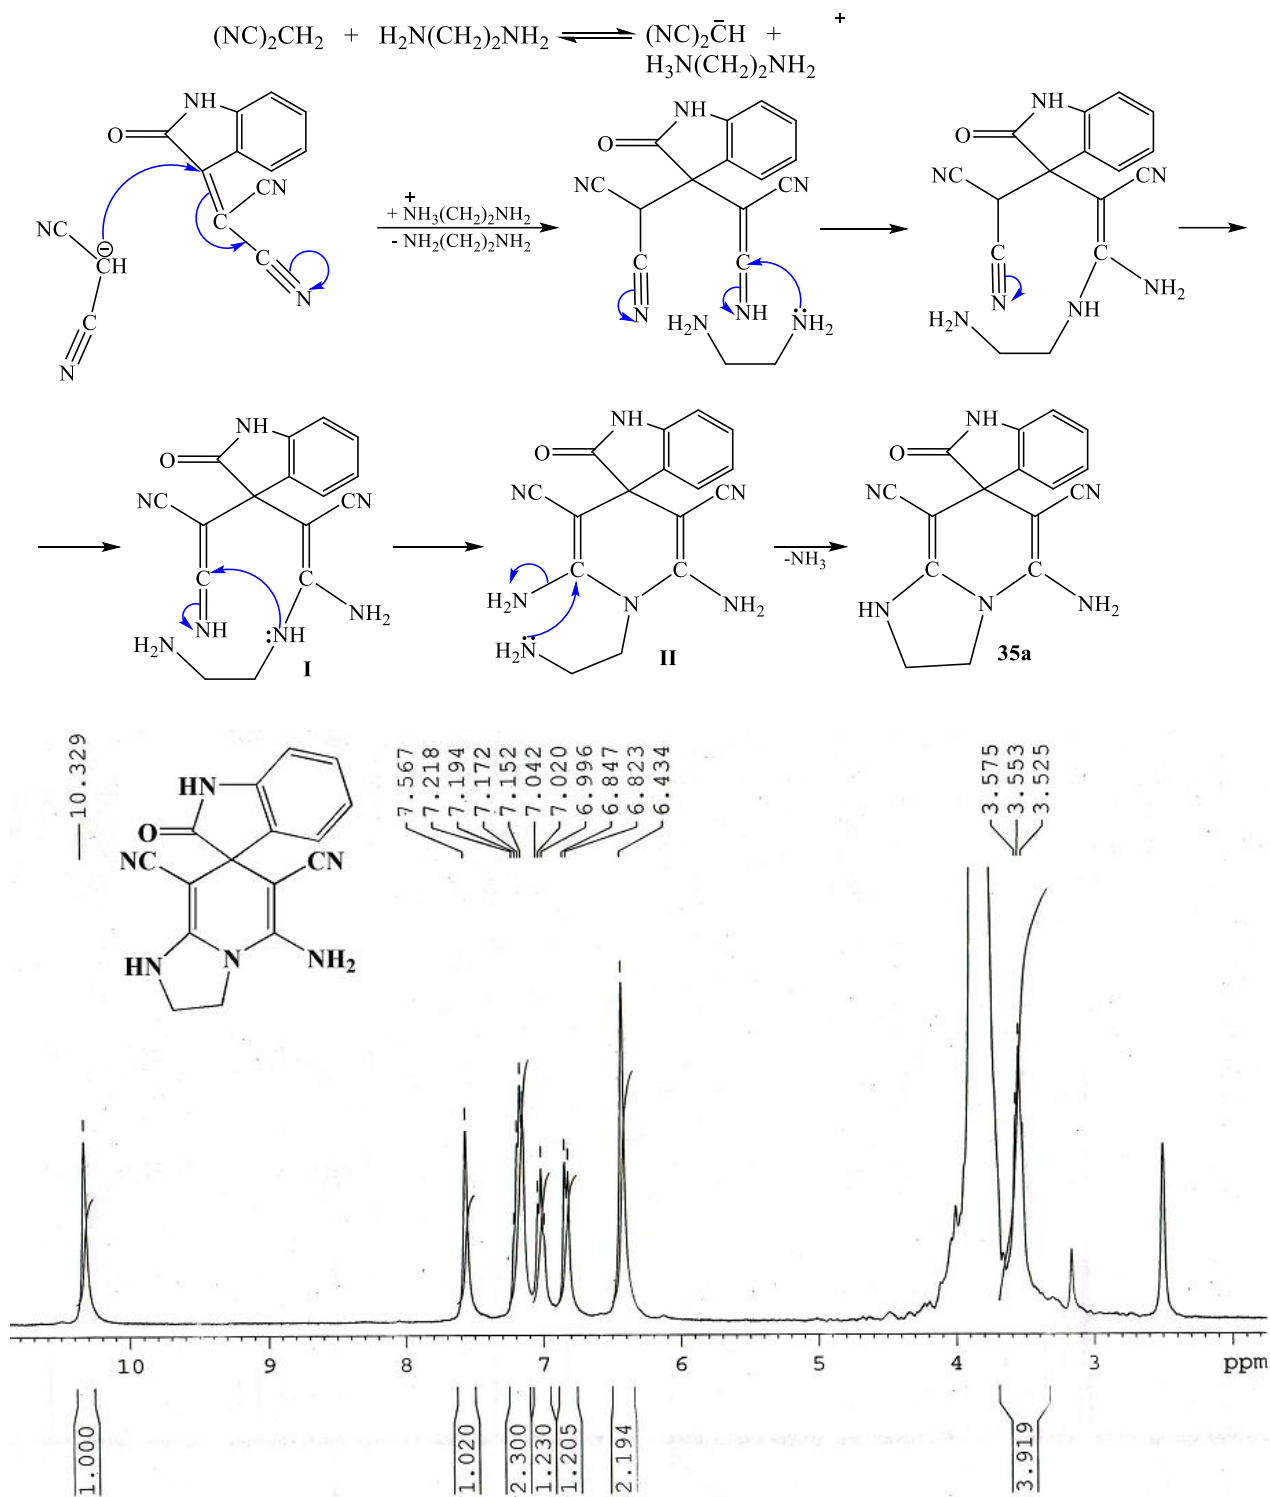 (NC)₂CH₂ + H₂N(CH₂)₂NH₂ ⇌ (NC)₂C̄H + +
H₃N(CH₂)₂NH₂
NH
O
CN
NC
⊖
CH
C
N
C
N
+
+ NH₃(CH₂)₂NH₂
- NH₂(CH₂)₂NH₂
NH
O
NC
CN
C
C
N
NH
H₂N
N̈H₂
NH
O
NC
CN
C
C
N
NH₂
NH
H₂N
NH
O
NC
CN
C
C
NH
:NH
NH₂
H₂N
I
NH
O
NC
CN
C
C
H₂N
N
NH₂
H₂N̈
II
-NH₃
NH
O
NC
CN
C
C
HN
N
NH₂
35a
10.329
7.567
7.218
7.194
7.172
7.152
7.042
7.020
6.996
6.847
6.823
6.434
3.575
3.553
3.525
HN
O
NC
CN
HN
N
NH₂
10 9 8 7 6 5 4 3 ppm
1.000
1.020
2.300
1.230
1.205
2.194
3.919